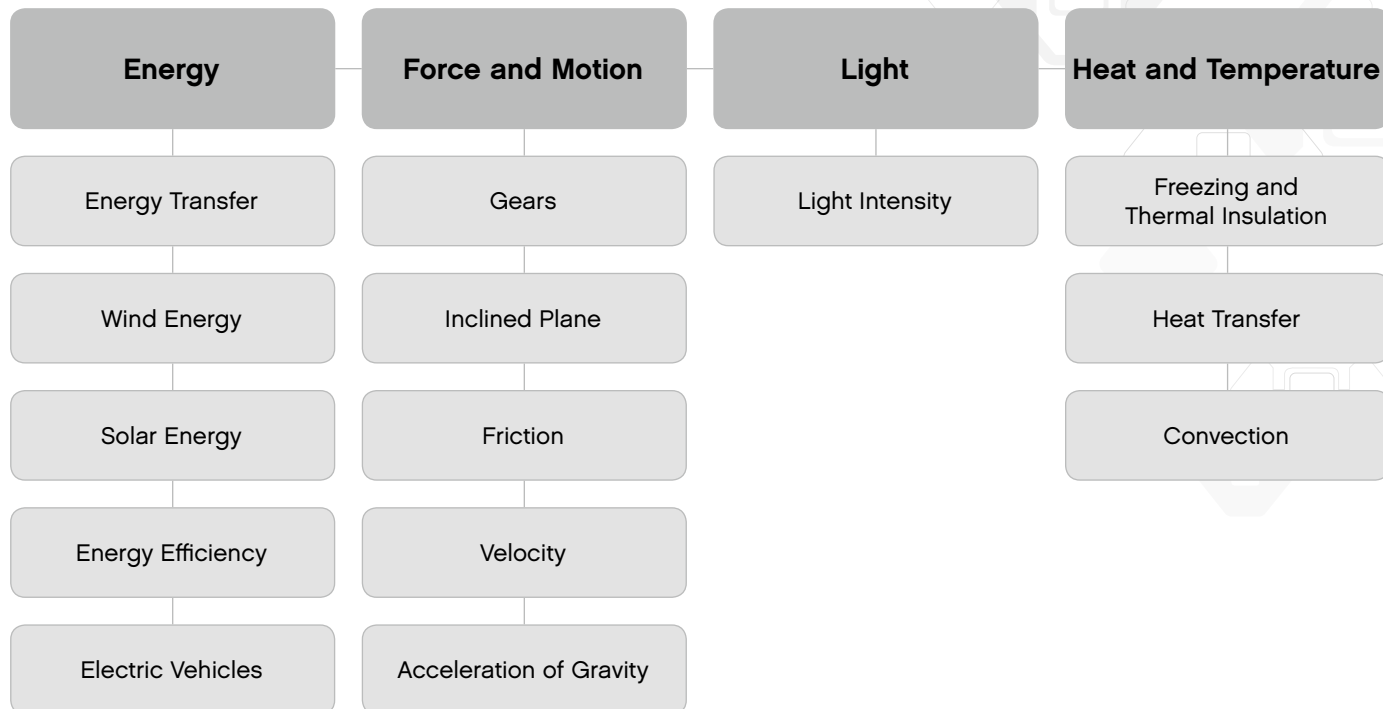 Energy
Force and Motion
Light
Heat and Temperature
Energy Transfer
Gears
Light Intensity
Freezing and
Thermal Insulation
Wind Energy
Inclined Plane
Heat Transfer
Solar Energy
Friction
Convection
Energy Efficiency
Velocity
Electric Vehicles
Acceleration of Gravity